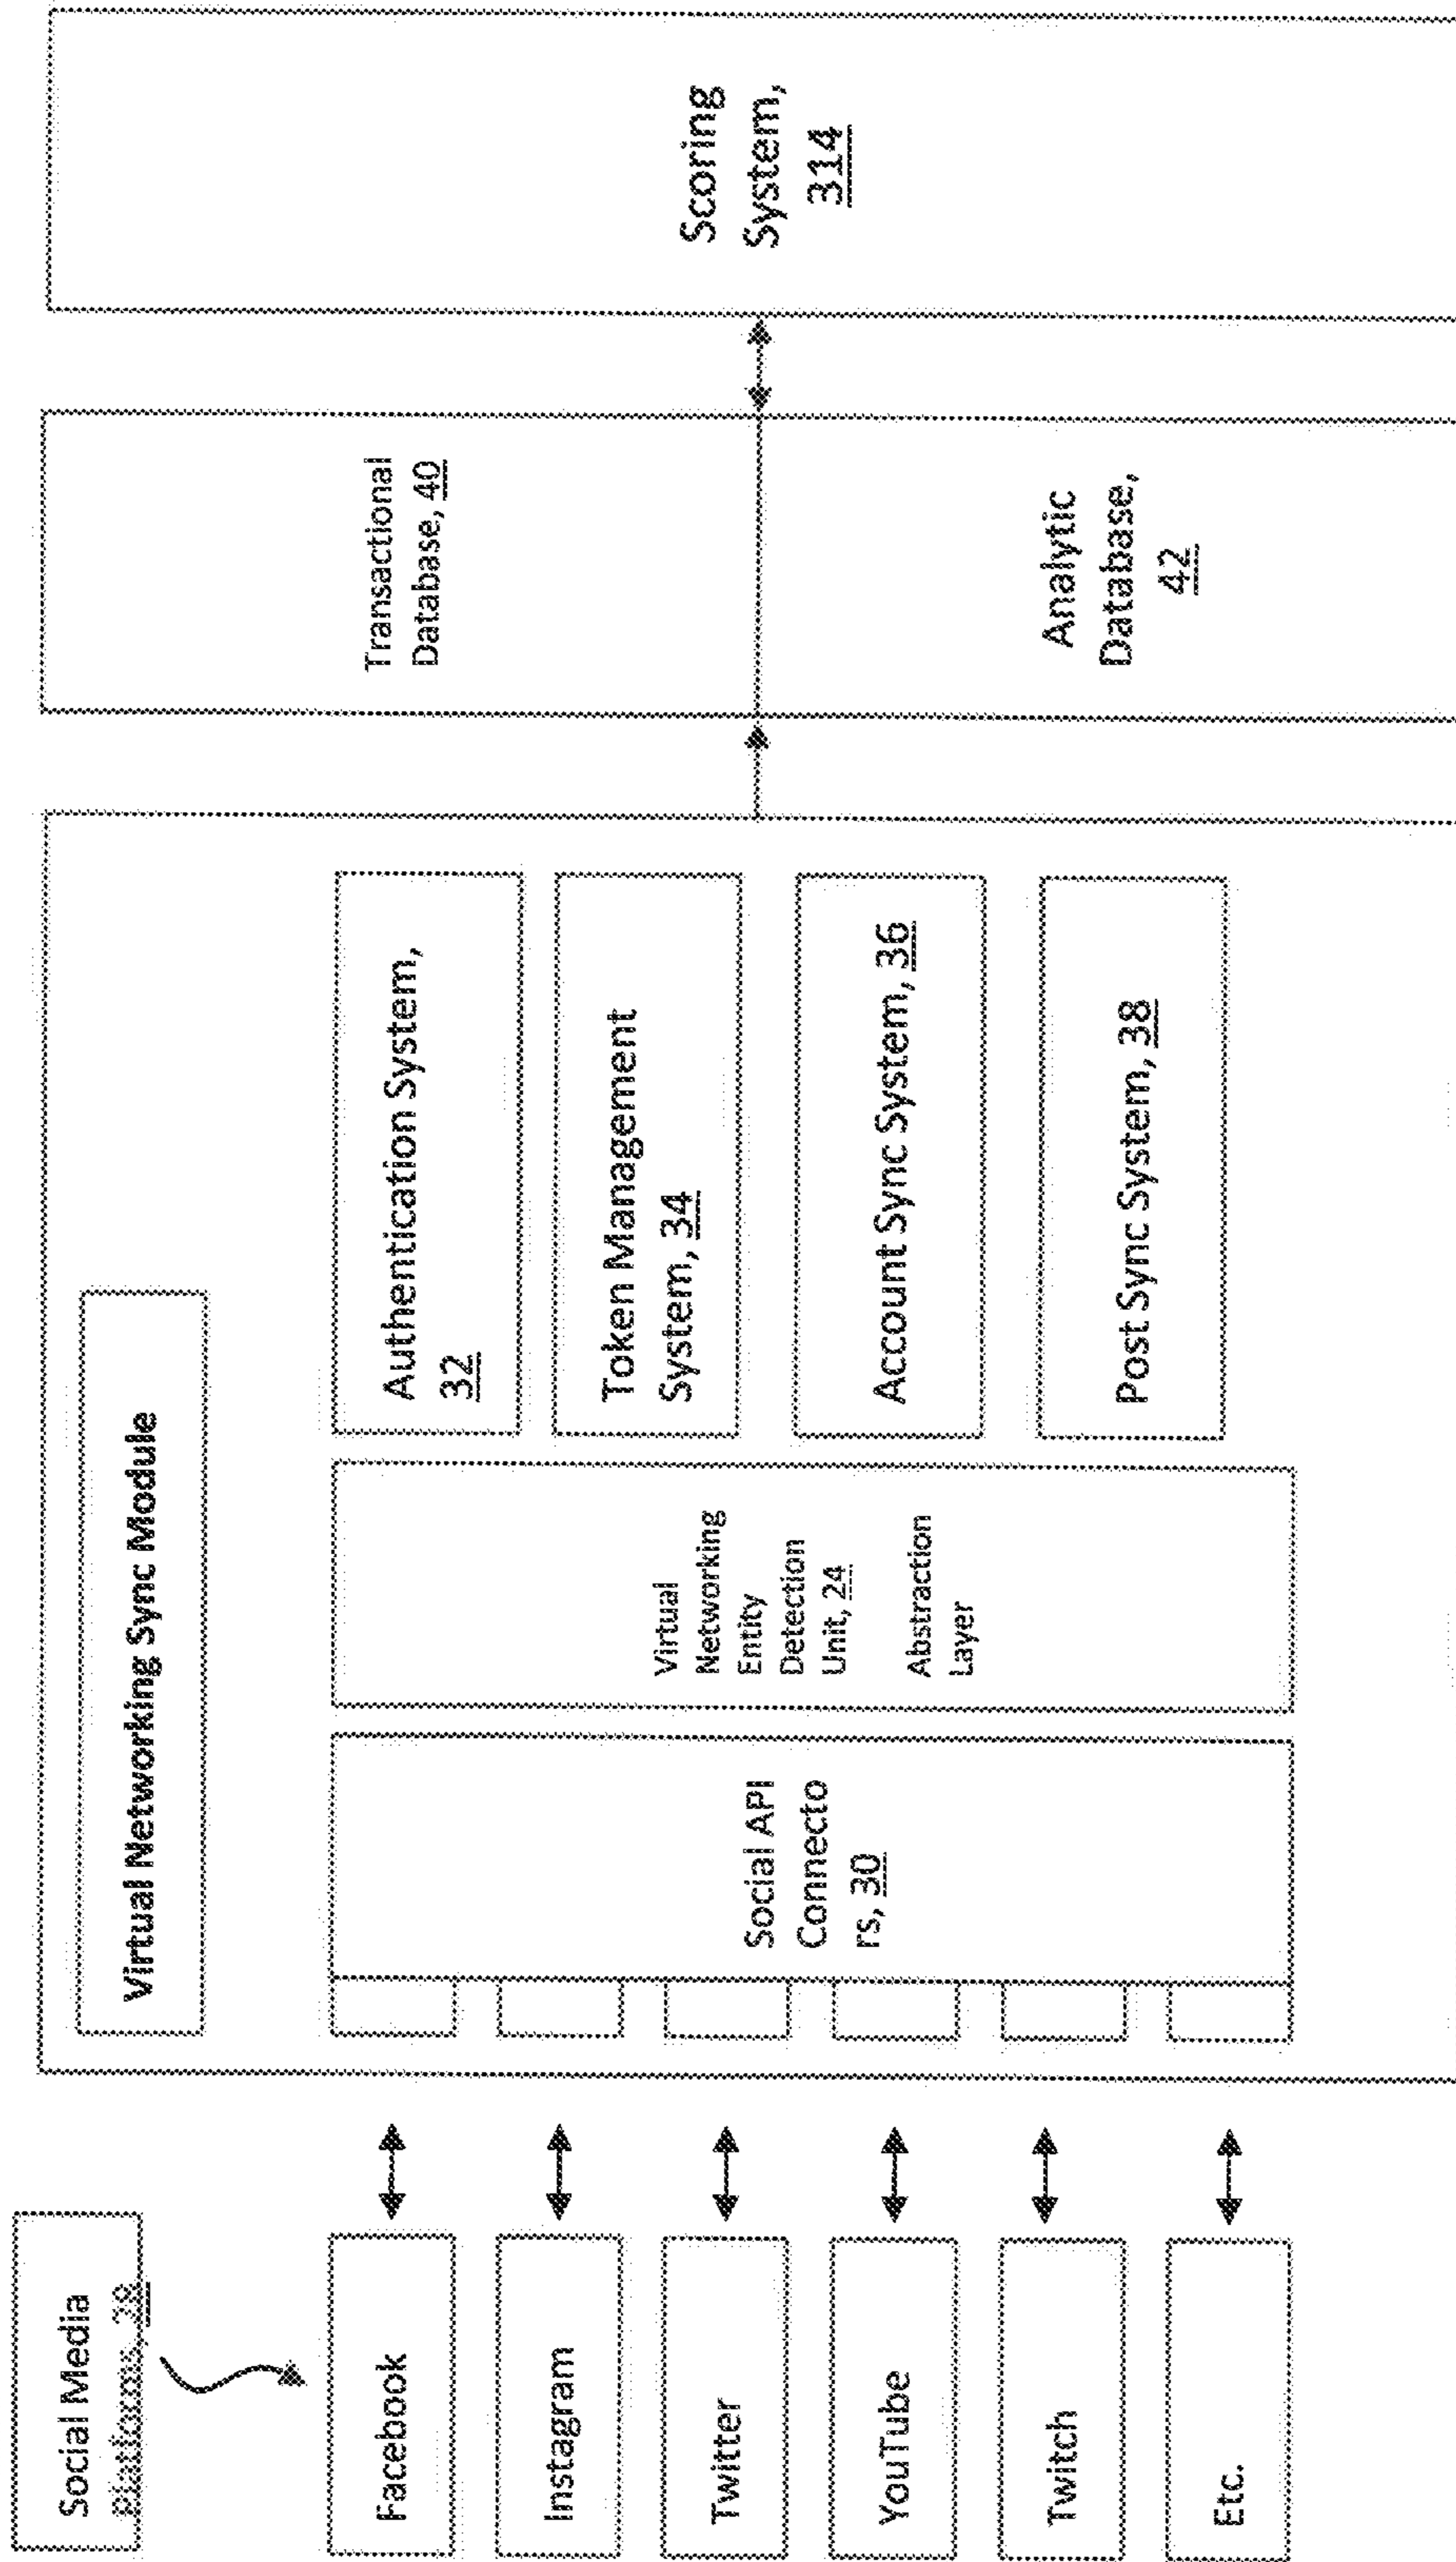 Social Media
Platforms,
Facebook
Instagram
Twitter
YouTube
Twitch
Etc.
Virtual Networking Sync Module
Social API
Connecto
rs, 30
Virtual
Networking
Entity
Detection
Unit, 24
Abstraction
Layer
Authentication System,
32
Token Management
System, 34
Account Sync System, 36
Post Sync System, 38
Transactional
Database, 40
Analytic
Database,
42
Scoring
System,
314